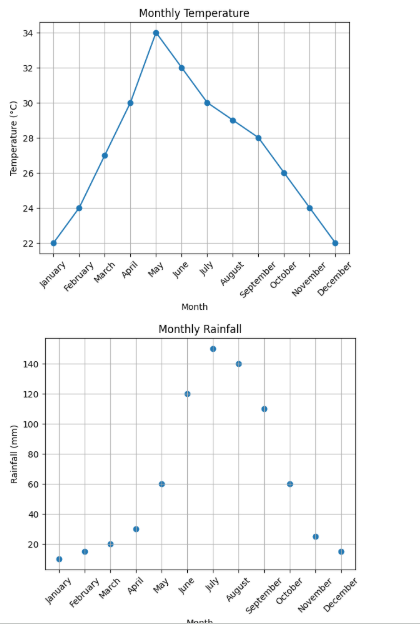 Monthly Temperature
34
32
30
28
26
24
22
Temperature (°C)
January February March April May June July August September October November December
Month
Monthly Rainfall
140
120
100
80
60
40
20
Rainfall (mm)
January February March April May June July August September October November December
Month